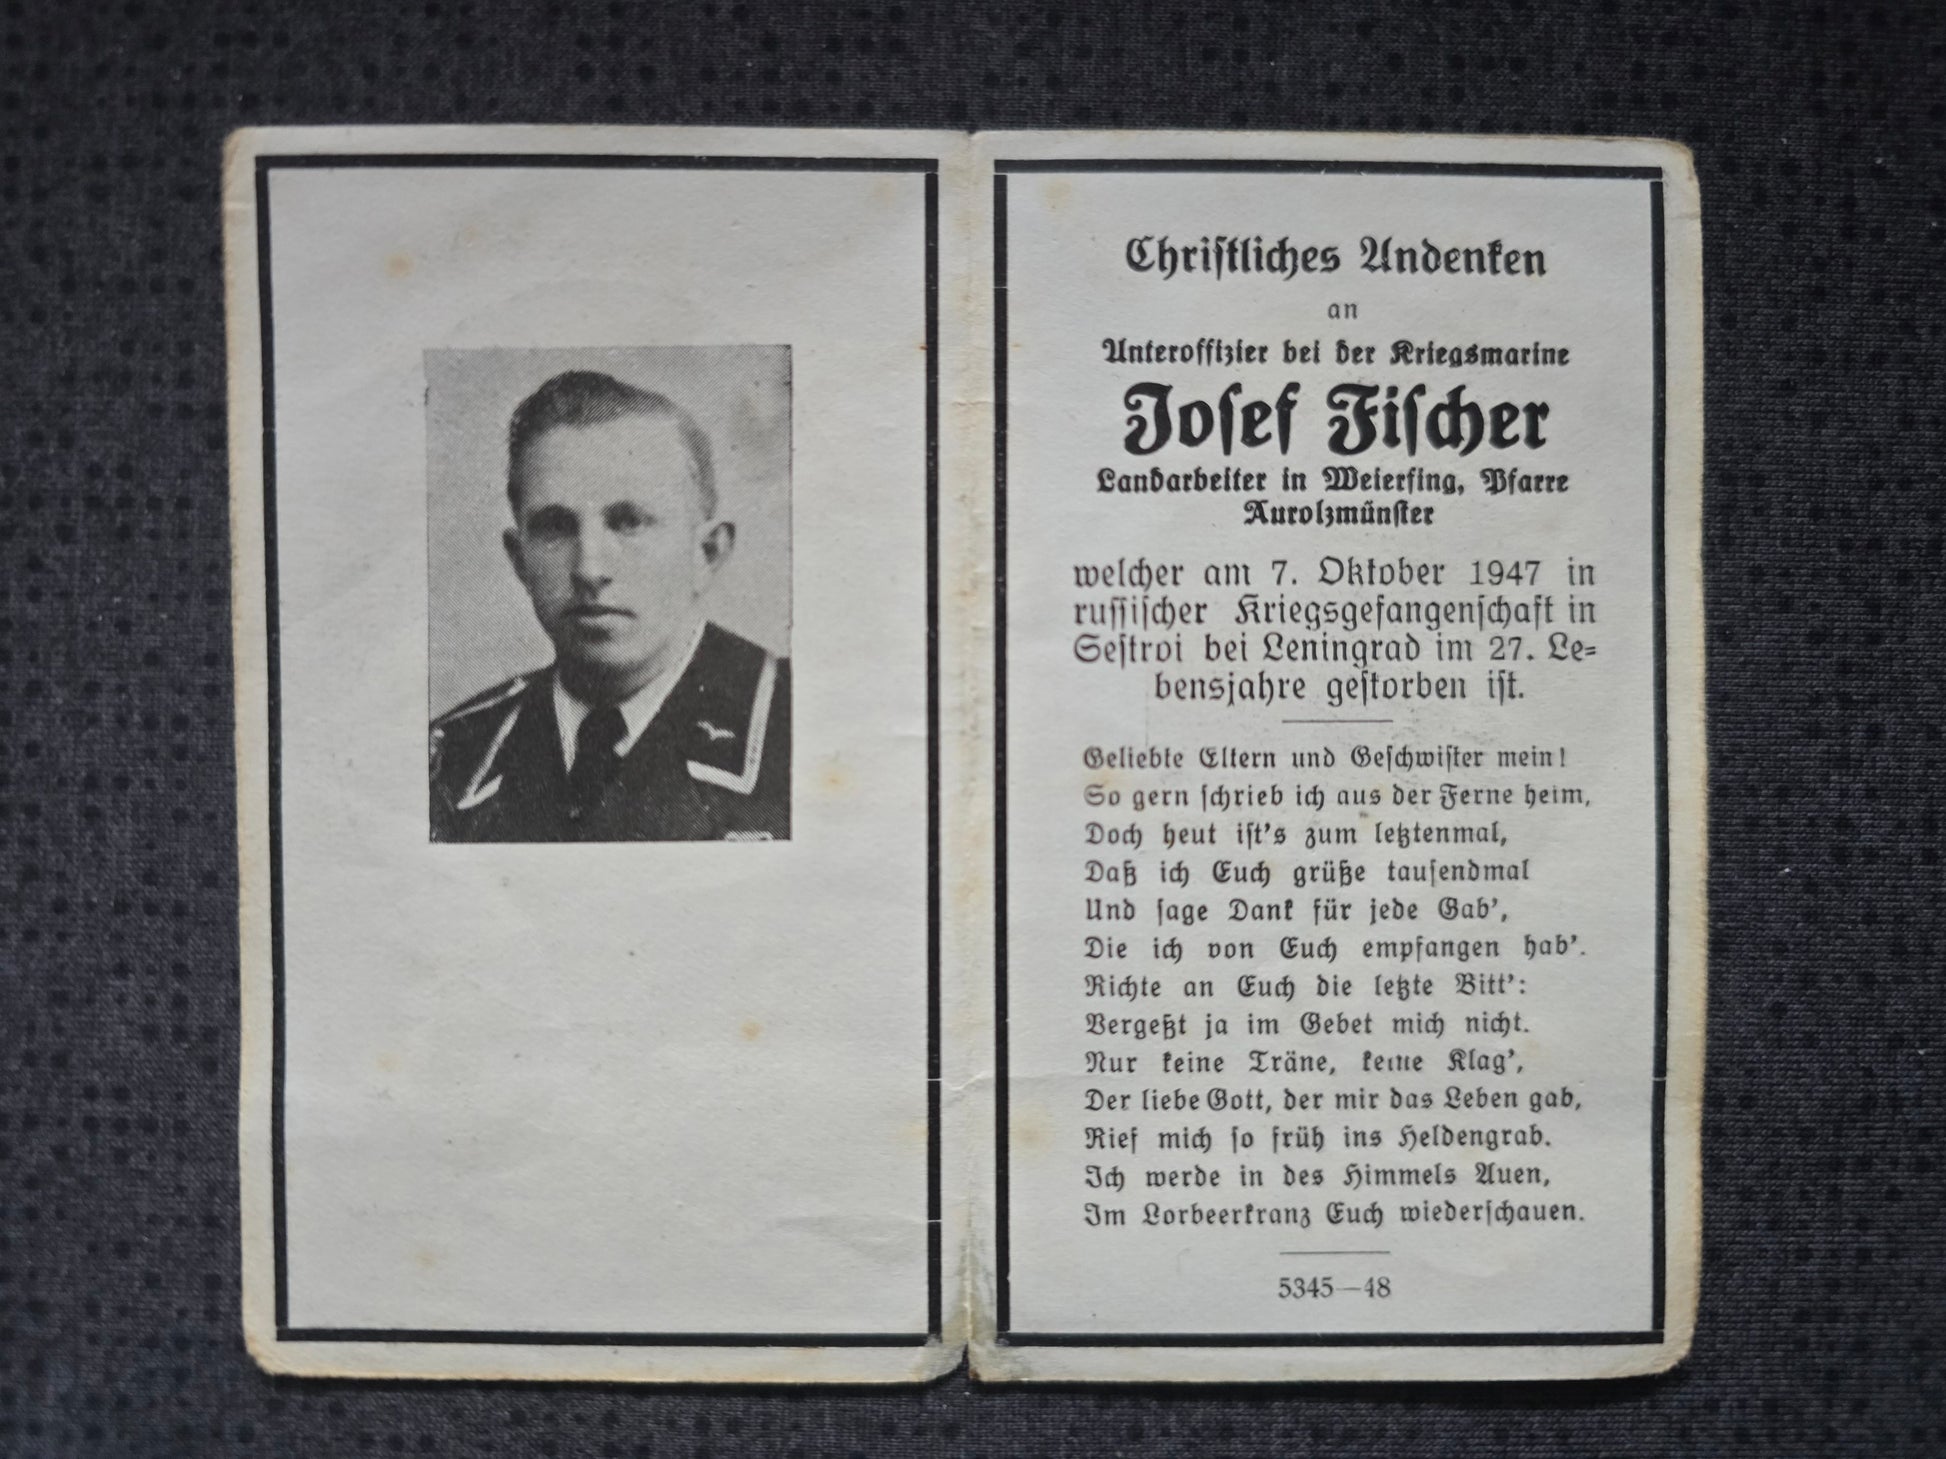 Christliches Andenken
an
Unteroffizier bei der Kriegsmarine
Josef Fischer
Landarbeiter in Weierfing, Pfarre
Aurolzmünster
welcher am 7. Oktober 1947 in
russischer Kriegsgefangenschaft in
Sestroi bei Leningrad im 27. Le=
bensjahre gestorben ist.
Geliebte Eltern und Geschwister mein!
So gern schrieb ich aus der Ferne heim,
Doch heut ist's zum letztenmal,
Daß ich Euch grüße tausendmal
Und sage Dank für jede Gab',
Die ich von Euch empfangen hab'.
Richte an Euch die letzte Bitt':
Vergeßt ja im Gebet mich nicht.
Nur keine Träne, keine Klag',
Der liebe Gott, der mir das Leben gab,
Rief mich so früh ins Heldengrab.
Ich werde in des Himmels Auen,
Im Lorbeerkranz Euch wiederschauen.
5345—48